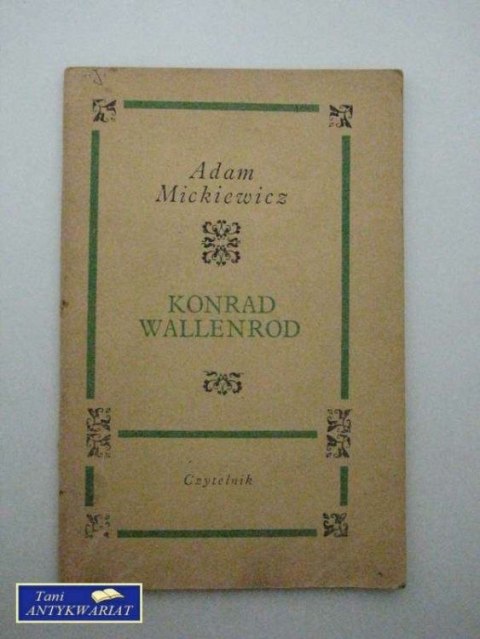 Adam
Mickiewicz
KONRAD
WALLENROD
Czytelnik
Tani
ANTYKWARIAT